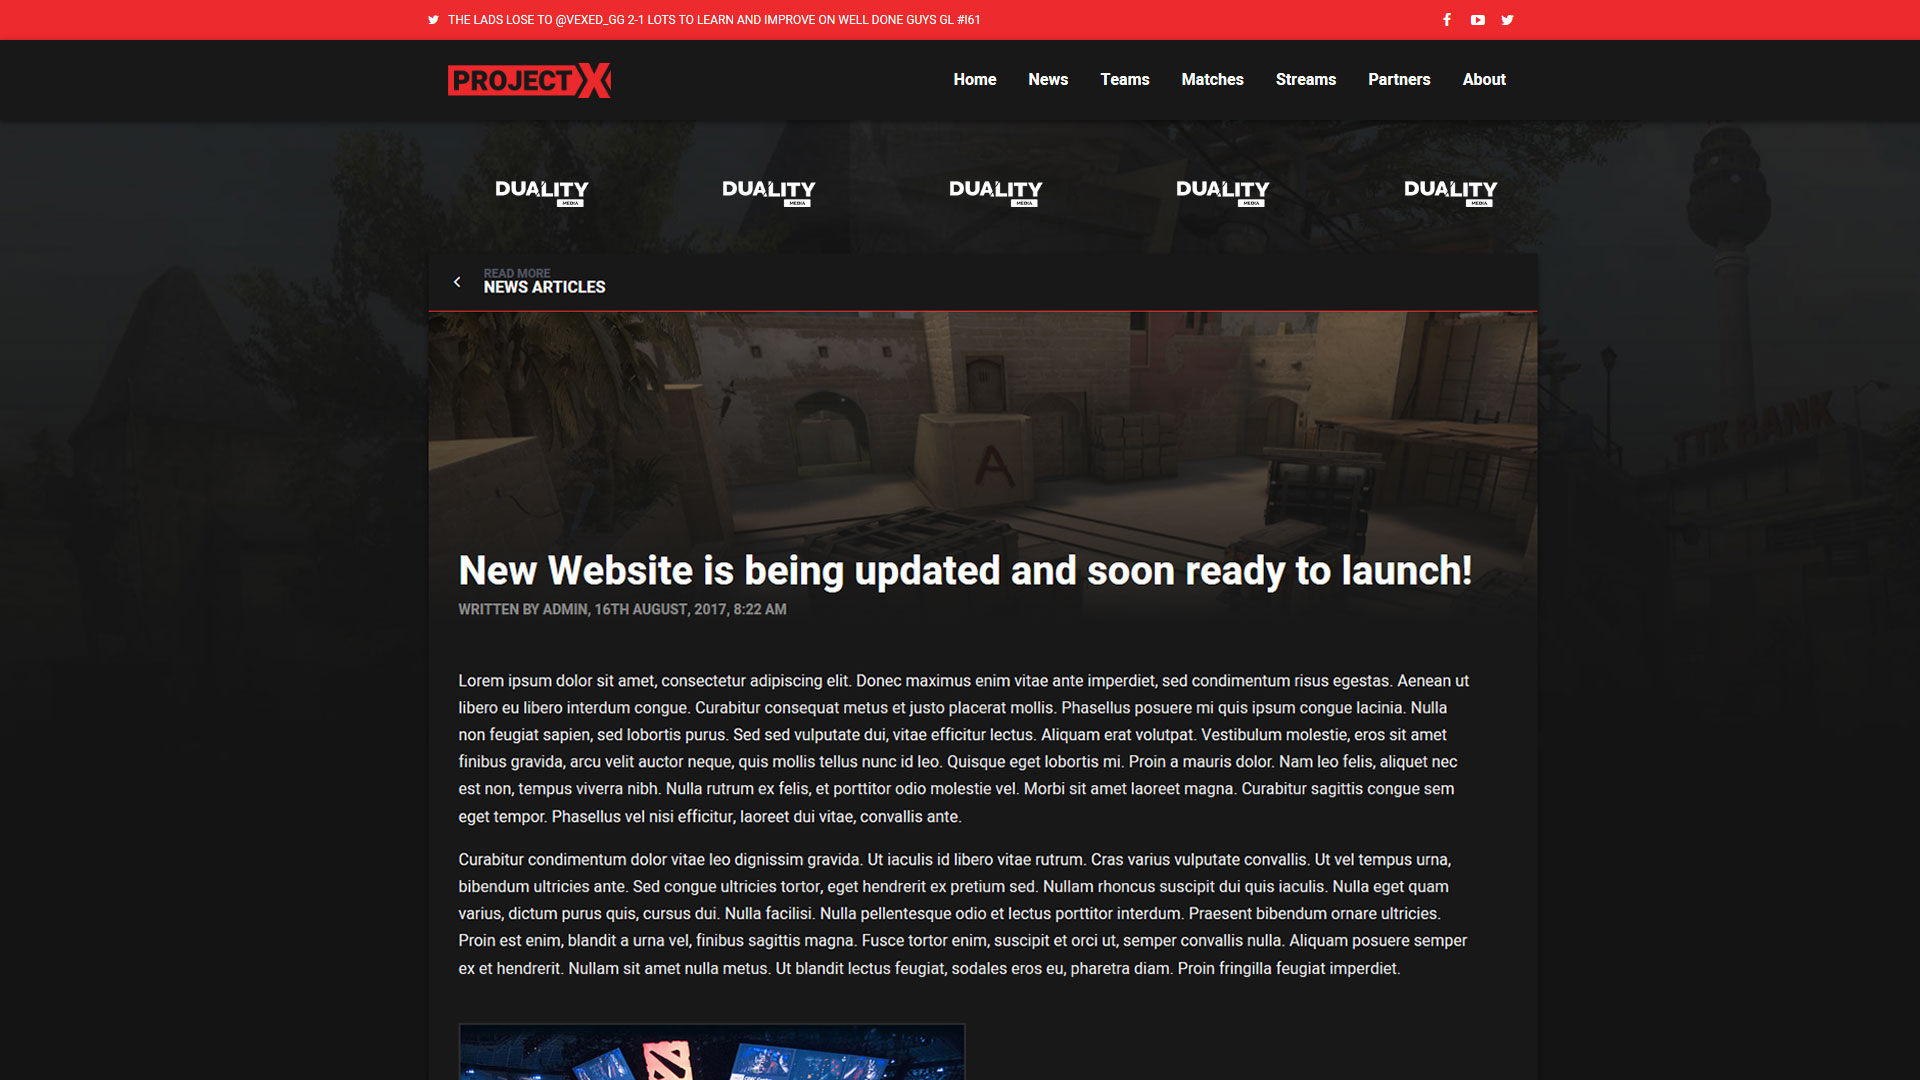 THE LADS LOSE TO @VEXED_GG 2-1 LOTS TO LEARN AND IMPROVE ON WELL DONE GUYS GL #I61
PROJECTX
Home News Teams Matches Streams Partners About
DUALITY DUALITY DUALITY DUALITY DUALITY
MEDIA MEDIA MEDIA MEDIA MEDIA
READ MORE
NEWS ARTICLES
TTK BANK
A
New Website is being updated and soon ready to launch!
WRITTEN BY ADMIN, 16TH AUGUST, 2017, 8:22 AM
Lorem ipsum dolor sit amet, consectetur adipiscing elit. Donec maximus enim vitae ante imperdiet, sed condimentum risus egestas. Aenean ut
libero eu libero interdum congue. Curabitur consequat metus et justo placerat mollis. Phasellus posuere mi quis ipsum congue lacinia. Nulla
non feugiat sapien, sed lobortis purus. Sed sed vulputate dui, vitae efficitur lectus. Aliquam erat volutpat. Vestibulum molestie, eros sit amet
finibus gravida, arcu velit auctor neque, quis mollis tellus nunc id leo. Quisque eget lobortis mi. Proin a mauris dolor. Nam leo felis, aliquet nec
est non, tempus viverra nibh. Nulla rutrum ex felis, et porttitor odio molestie vel. Morbi sit amet laoreet magna. Curabitur sagittis congue sem
eget tempor. Phasellus vel nisi efficitur, laoreet dui vitae, convallis ante.
Curabitur condimentum dolor vitae leo dignissim gravida. Ut iaculis id libero vitae rutrum. Cras varius vulputate convallis. Ut vel tempus urna,
bibendum ultricies ante. Sed congue ultricies tortor, eget hendrerit ex pretium sed. Nullam rhoncus suscipit dui quis iaculis. Nulla eget quam
varius, dictum purus quis, cursus dui. Nulla facilisi. Nulla pellentesque odio et lectus porttitor interdum. Praesent bibendum ornare ultricies.
Proin est enim, blandit a urna vel, finibus sagittis magna. Fusce tortor enim, suscipit et orci ut, semper convallis nulla. Aliquam posuere semper
ex et hendrerit. Nullam sit amet nulla metus. Ut blandit lectus feugiat, sodales eros eu, pharetra diam. Proin fringilla feugiat imperdiet.